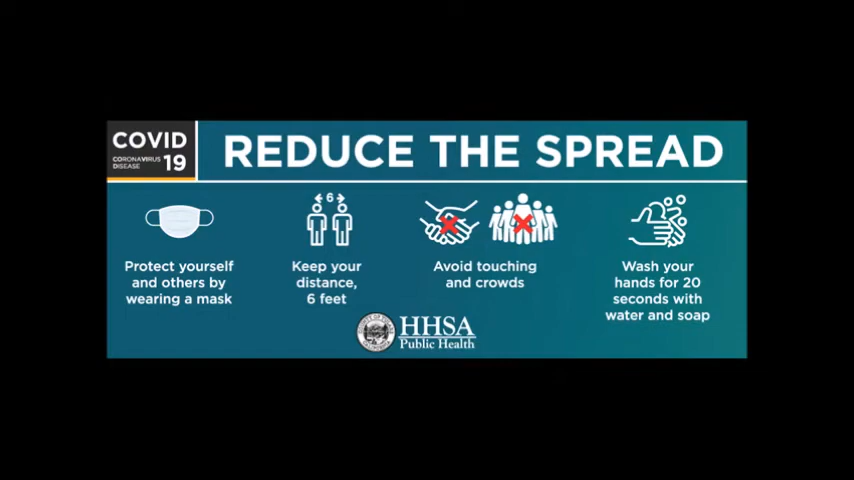 COVID
CORONAVIRUS
DISEASE
19
REDUCE THE SPREAD
6
Protect yourself
and others by
wearing a mask
Keep your
distance,
6 feet
Avoid touching
and crowds
Wash your
hands for 20
seconds with
water and soap
HHSA
Public Health